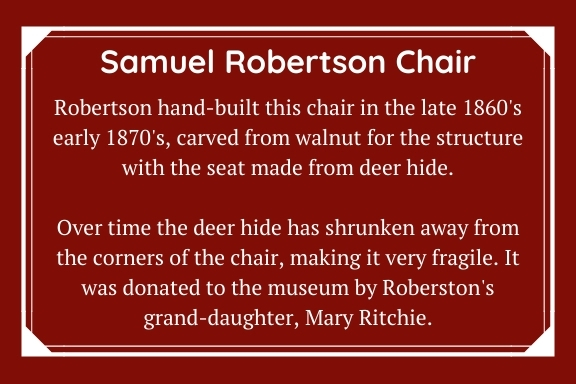 Samuel Robertson Chair
Robertson hand-built this chair in the late 1860's
early 1870's, carved from walnut for the structure
with the seat made from deer hide.
Over time the deer hide has shrunken away from
the corners of the chair, making it very fragile. It
was donated to the museum by Roberston's
grand-daughter, Mary Ritchie.